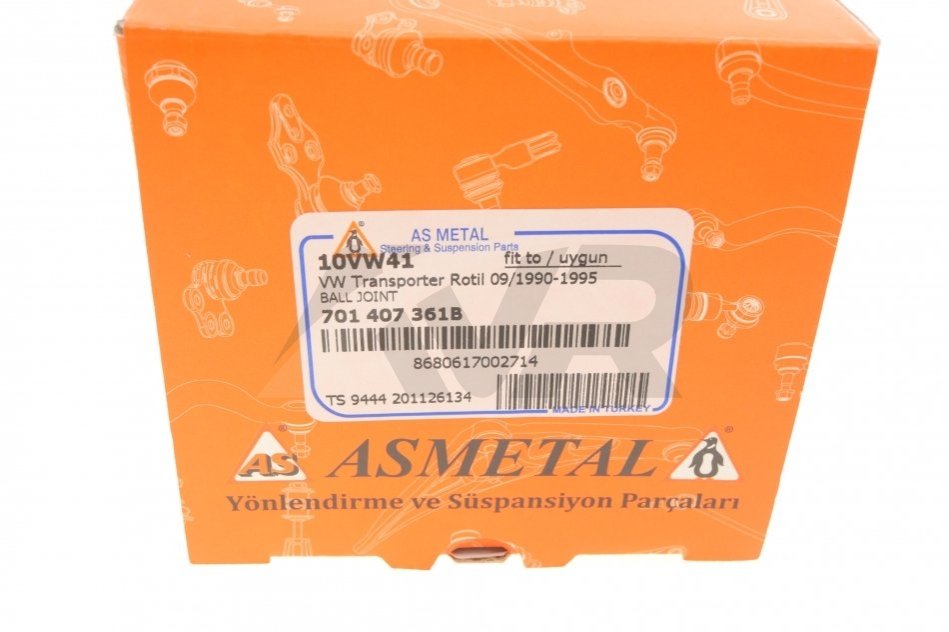 AS METAL
Steering & Suspension Parts
10VW41 fit to / uygun
VW Transporter Rotil 09/1990-1995
BALL JOINT
701 407 361B
8680617002714
TS 9444 201126134
MADE IN TURKEY
AVR
AS ® ASMETAL ®
Yönlendirme ve Süspansiyon Parçaları